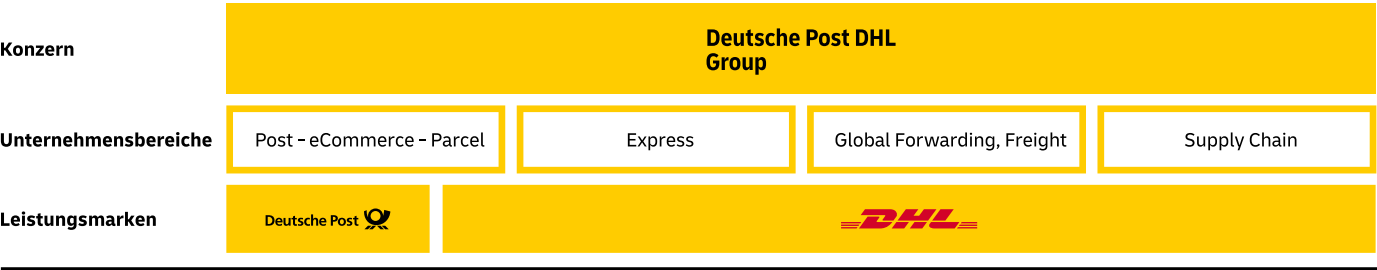 Konzern
Deutsche Post DHL
Group
Unternehmensbereiche
Post – eCommerce – Parcel
Express
Global Forwarding, Freight
Supply Chain
Leistungsmarken
Deutsche Post
DHL